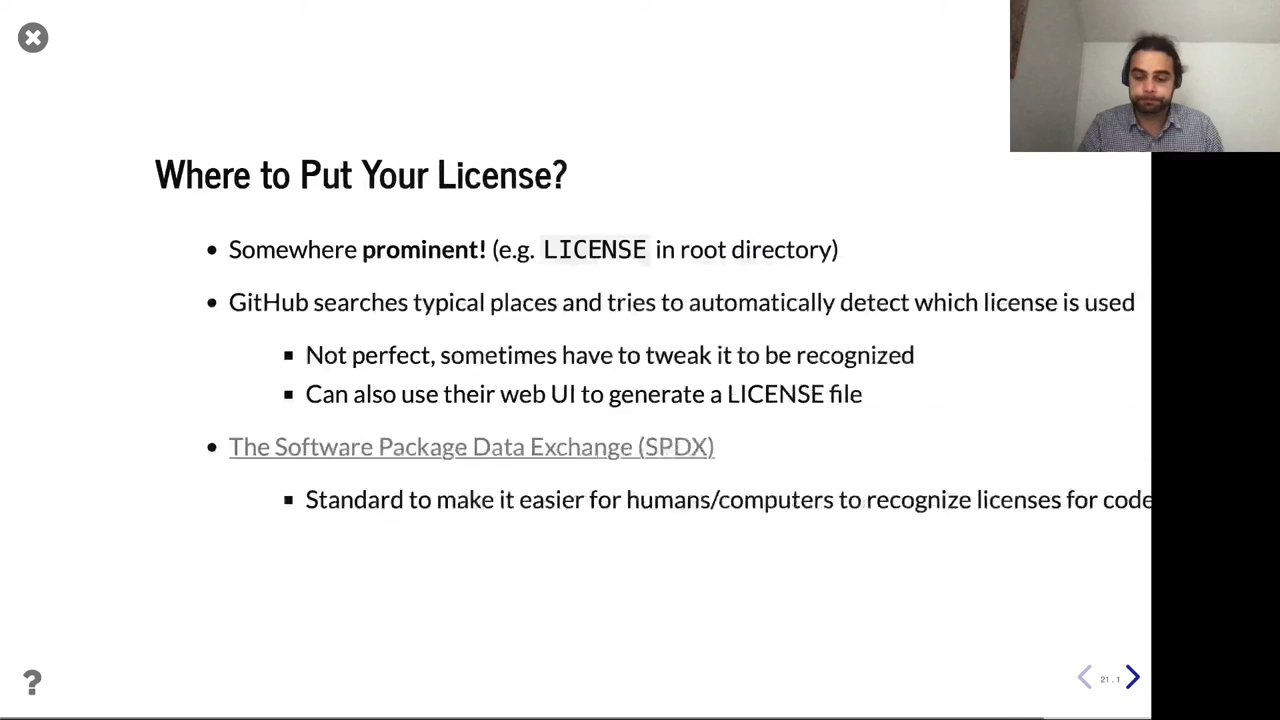 Where to Put Your License?
Somewhere prominent! (e.g. LICENSE in root directory)
GitHub searches typical places and tries to automatically detect which license is used
Not perfect, sometimes have to tweak it to be recognized
Can also use their web UI to generate a LICENSE file
The Software Package Data Exchange (SPDX)
Standard to make it easier for humans/computers to recognize licenses for code
?
21.1